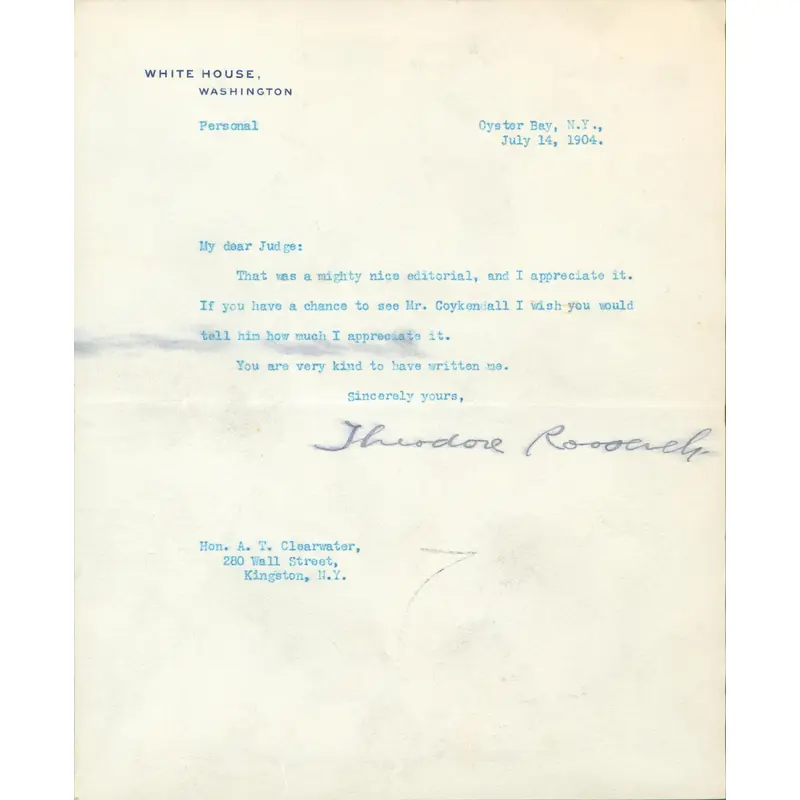 WHITE HOUSE,
WASHINGTON
Personal
Oyster Bay, N.Y.,
July 14, 1904.
My dear Judge:
That was a mighty nice editorial, and I appreciate it.
If you have a chance to see Mr. Coykendall I wish you would
tell him how much I appreciate it.
You are very kind to have written me.
Sincerely yours,
Theodore Roosevelt
Hon. A. T. Clearwater,
280 Wall Street,
Kingston, N.Y.
7